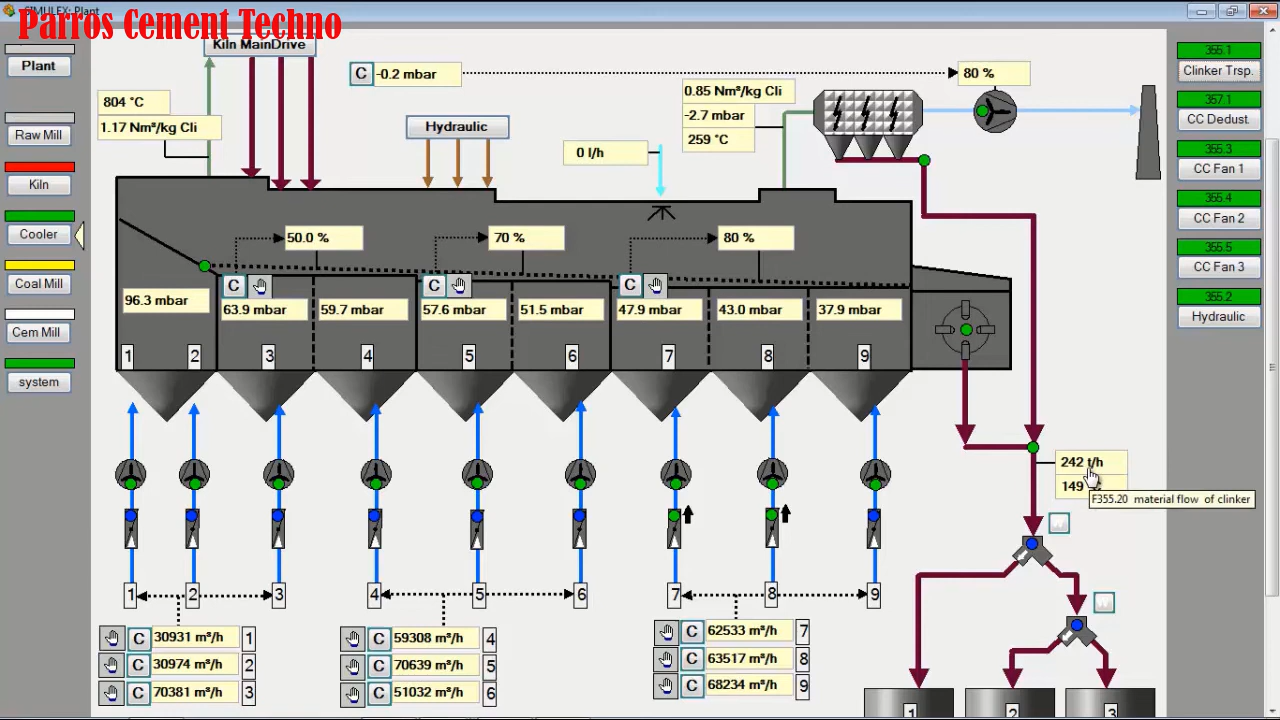 SIMULEX: Plant
Parros Cement Techno
Plant
Raw Mill
Kiln
Cooler
Coal Mill
Cem Mill
system
Kiln MainDrive
C -0.2 mbar
80 %
804 °C
1.17 Nm³/kg Cli
Hydraulic
0 l/h
0.85 Nm³/kg Cli
-2.7 mbar
259 °C
50.0 %
70 %
80 %
C
C
C
96.3 mbar
63.9 mbar
59.7 mbar
57.6 mbar
51.5 mbar
47.9 mbar
43.0 mbar
37.9 mbar
1 2 3 4 5 6 7 8 9
242 t/h
149
F355.20 material flow of clinker
1 2 3 4 5 6 7 8 9
C 30931 m³/h 1
C 30974 m³/h 2
C 70381 m³/h 3
C 59308 m³/h 4
C 70639 m³/h 5
C 51032 m³/h 6
C 62533 m³/h 7
C 63517 m³/h 8
C 68234 m³/h 9
1 2 3
355.1
Clinker Trsp.
357.1
CC Dedust.
355.3
CC Fan 1
355.4
CC Fan 2
355.5
CC Fan 3
355.2
Hydraulic